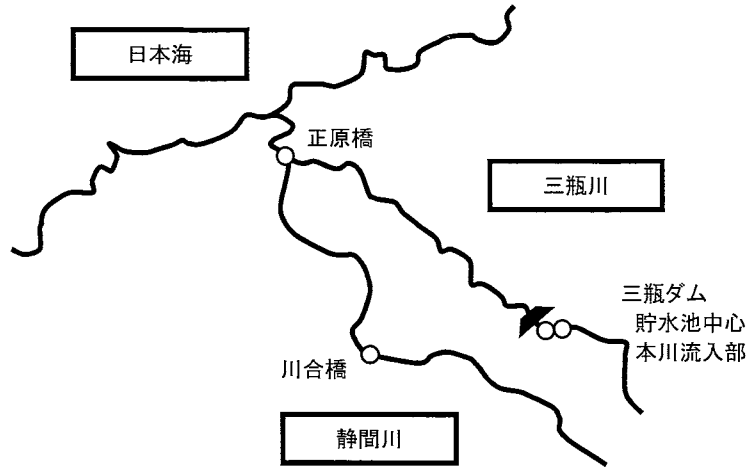 日本海
正原橋
三瓶川
三瓶ダム
貯水池中心
本川流入部
川合橋
静間川